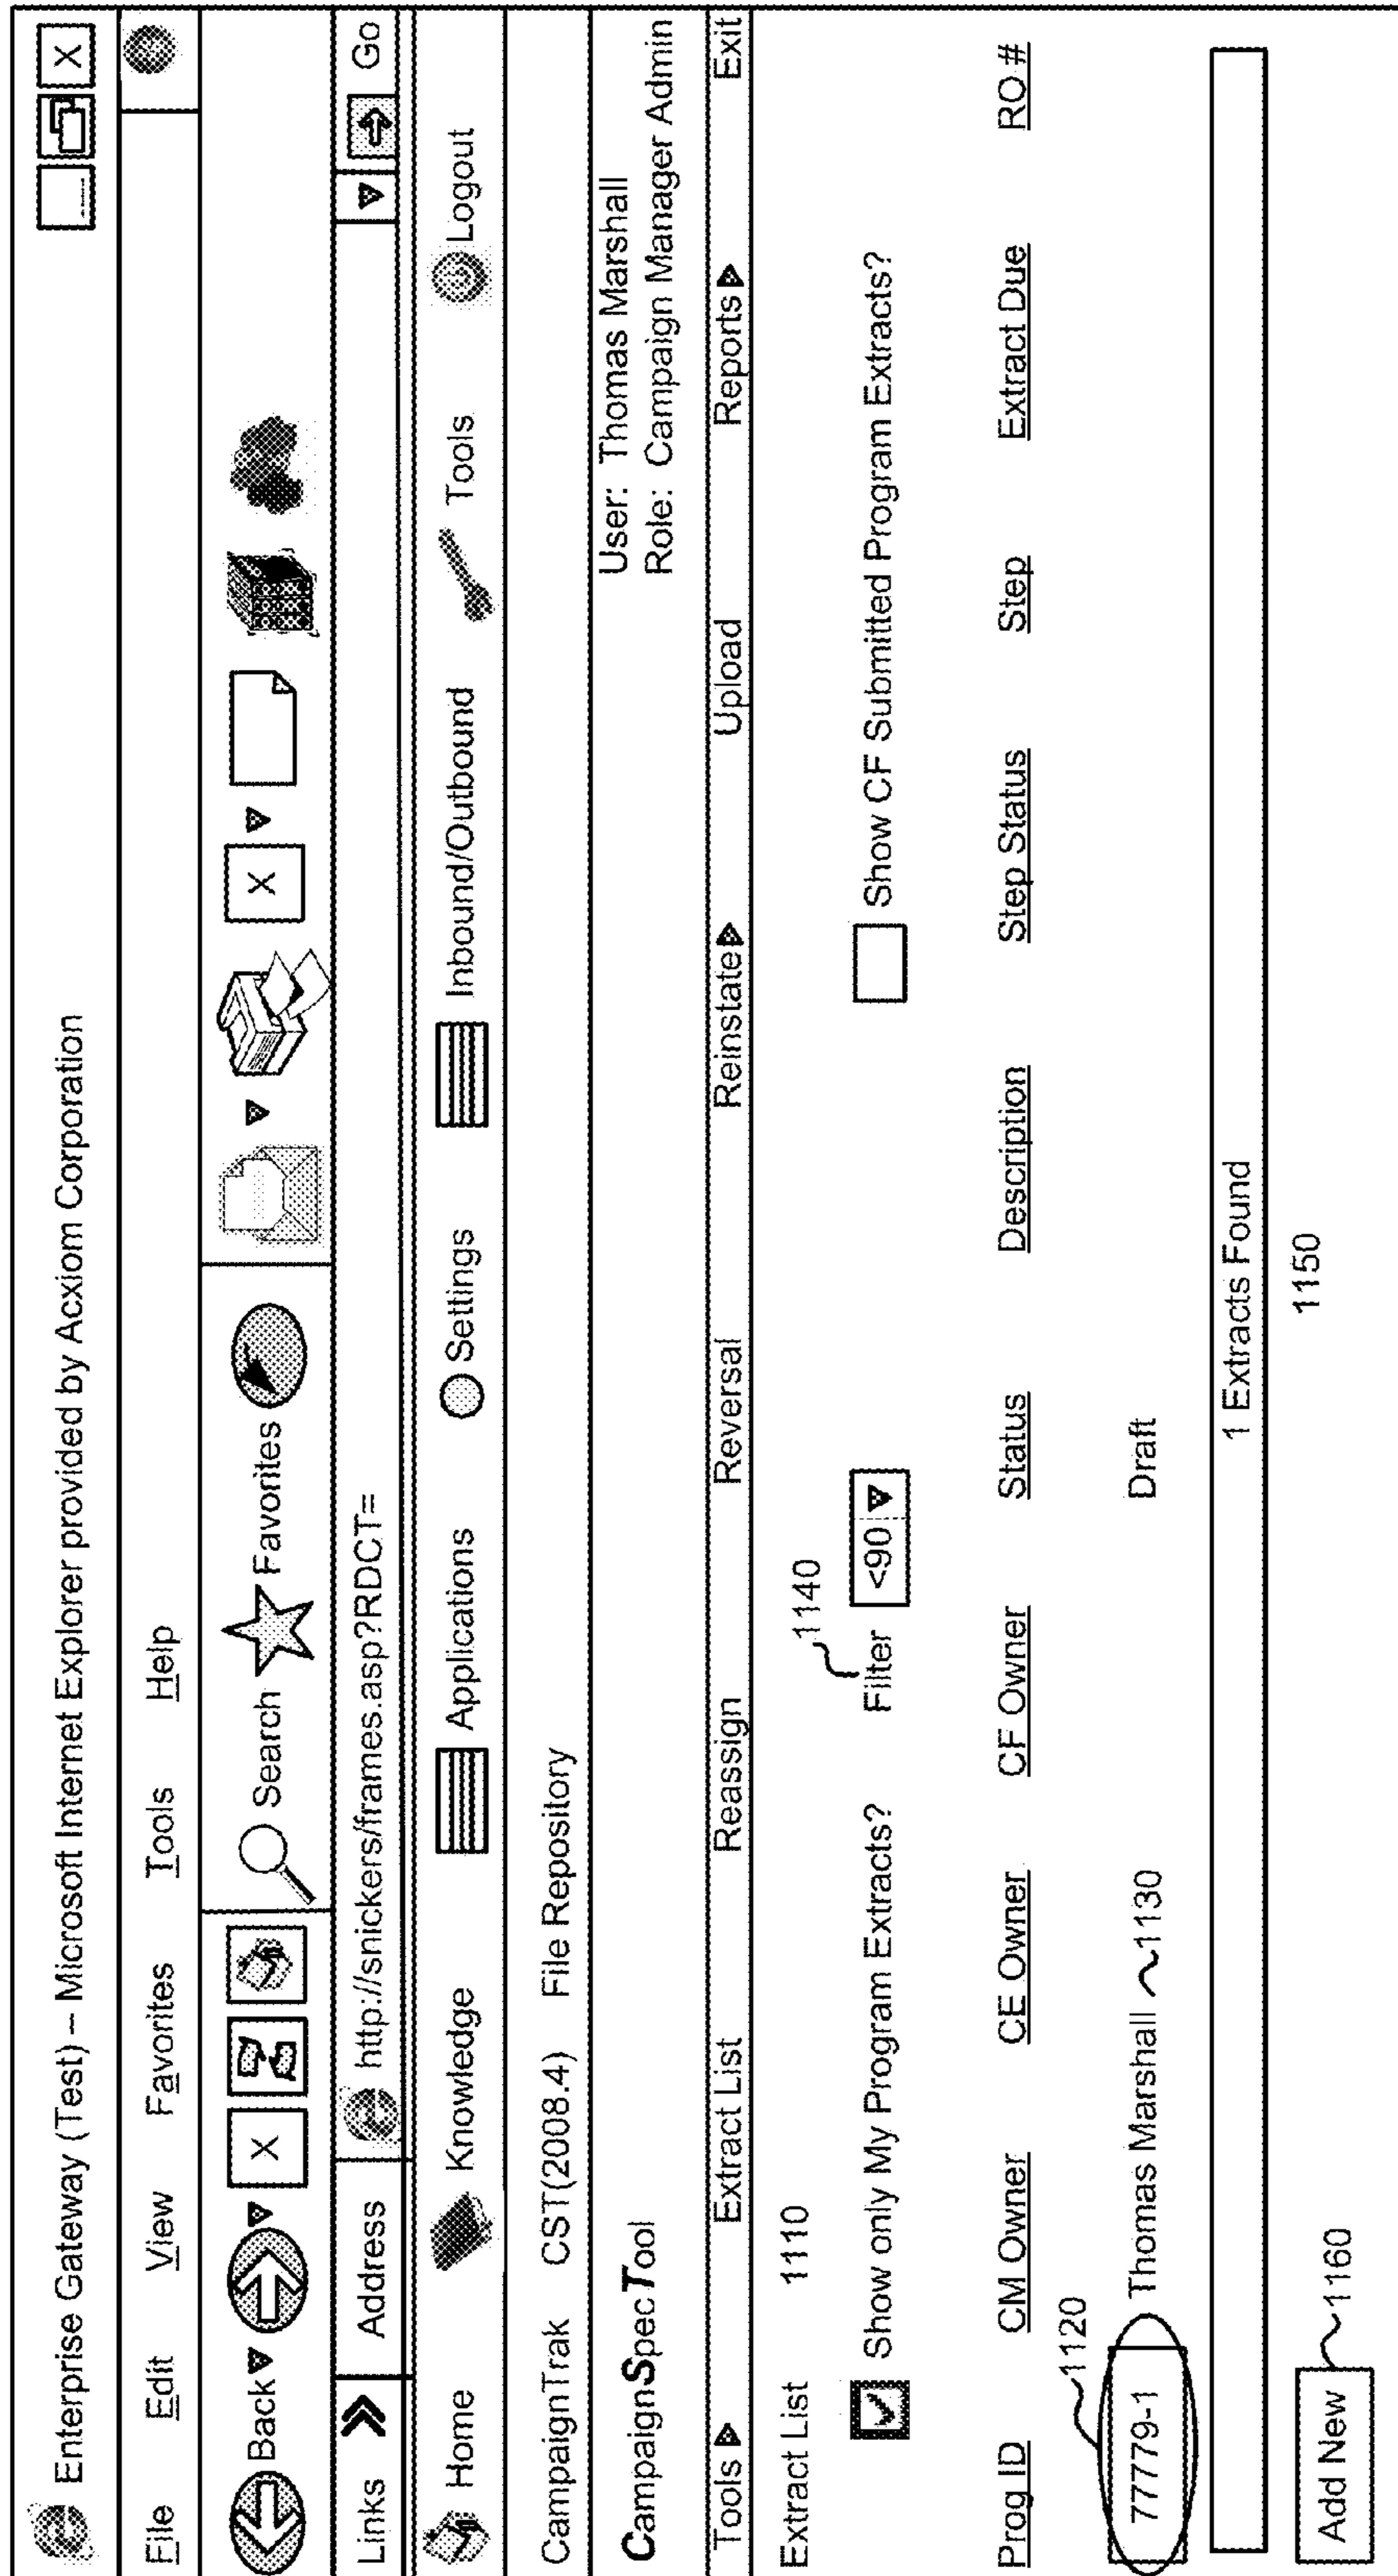 Enterprise Gateway (Test) – Microsoft Internet Explorer provided by Acxiom Corporation X
File Edit View Favorites Tools Help
Back X Search Favorites X
Links Address http://snickers/frames.asp?RDCT= Go
Home Knowledge Applications Settings Inbound/Outbound Tools Logout
CampaignTrak CST(2008.4) File Repository
User: Thomas Marshall
CampaignSpecTool
Role: Campaign Manager Admin
Tools Extract List Reassign Reversal Reinstate Upload Reports Exit
Extract List 1110
1140
Show only My Program Extracts? Filter <90 Show CF Submitted Program Extracts?
Prog ID CM Owner CE Owner CF Owner Status Description Step Status Step Extract Due RO #
1120
77779-1 Thomas Marshall 1130 Draft
1 Extracts Found
1150
Add New 1160